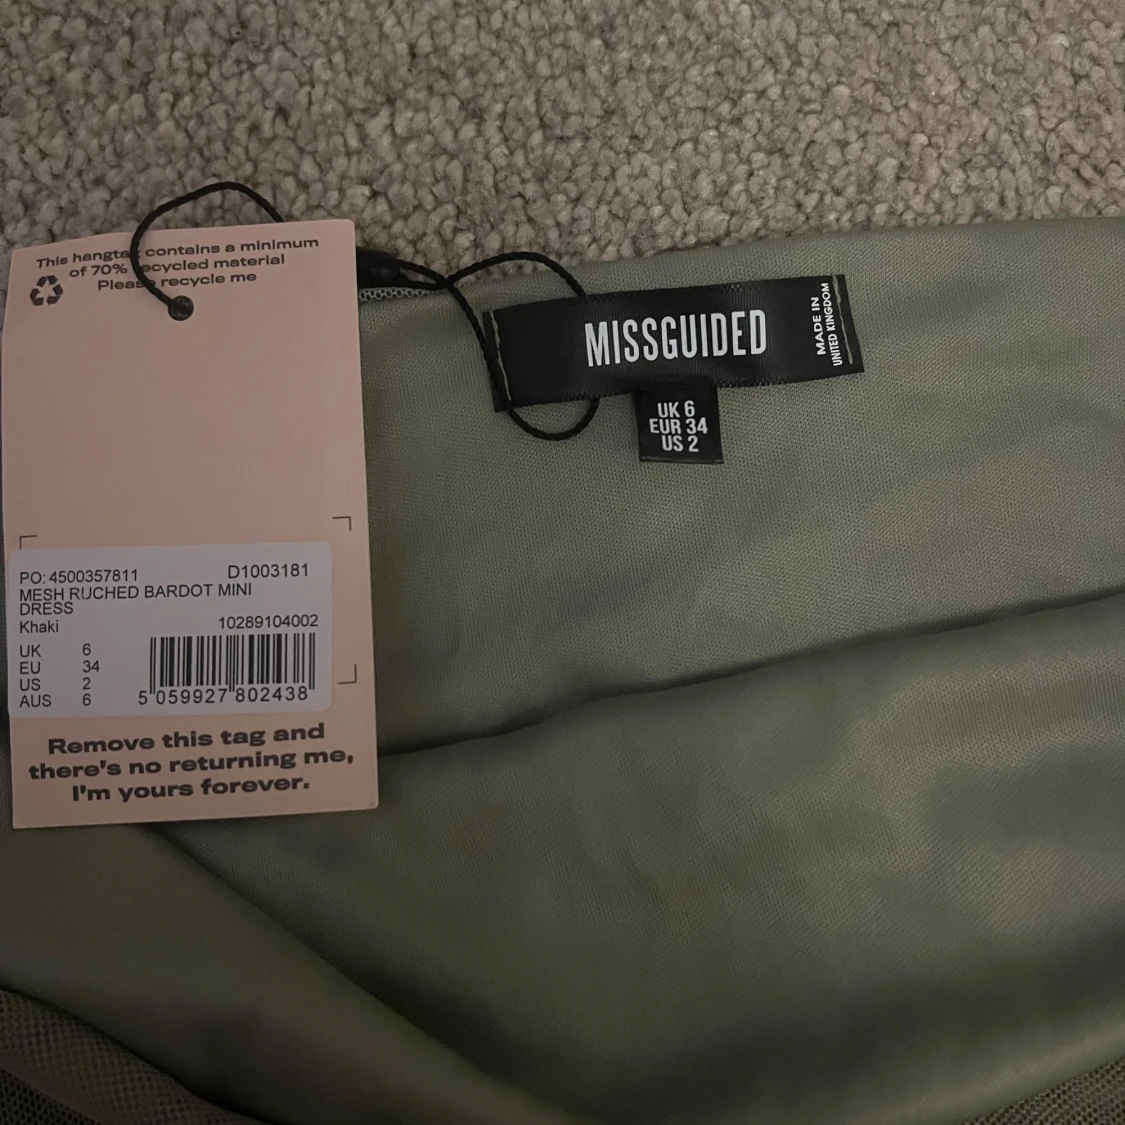 This hangtag contains a minimum
of 70% recycled material
Please recycle me
MISSGUIDED
MADE IN
UNITED KINGDOM
UK 6
EUR 34
US 2
PO: 4500357811 D1003181
MESH RUCHED BARDOT MINI
DRESS
Khaki 10289104002
UK 6
EU 34
US 2
AUS 6
5 059927 802438
Remove this tag and
there's no returning me,
I'm yours forever.